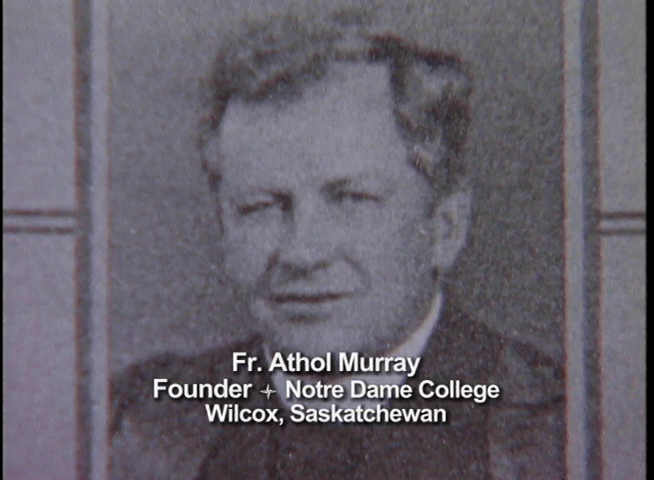 Fr. Athol Murray
Founder Notre Dame College
Wilcox, Saskatchewan